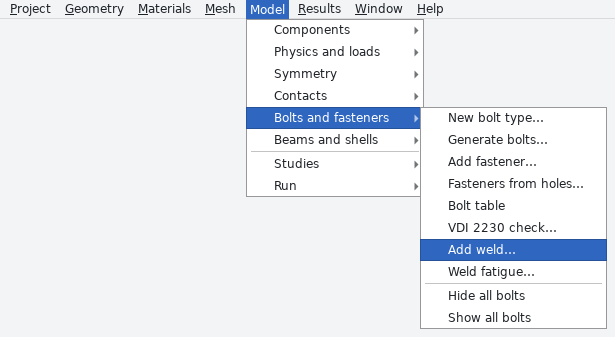 Project Geometry Materials Mesh Model Results Window Help
Components
Physics and loads
Symmetry
Contacts
Bolts and fasteners
Beams and shells
Studies
Run
New bolt type...
Generate bolts...
Add fastener...
Fasteners from holes...
Bolt table
VDI 2230 check...
Add weld...
Weld fatigue...
Hide all bolts
Show all bolts